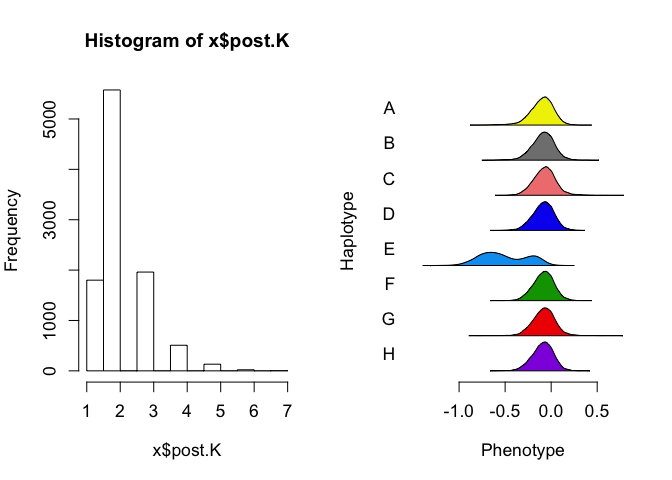 Histogram of x$post.K
Frequency
0
1000
3000
5000
1 2 3 4 5 6 7
x$post.K
Haplotype
A
B
C
D
E
F
G
H
-1.0 -0.5 0.0 0.5
Phenotype